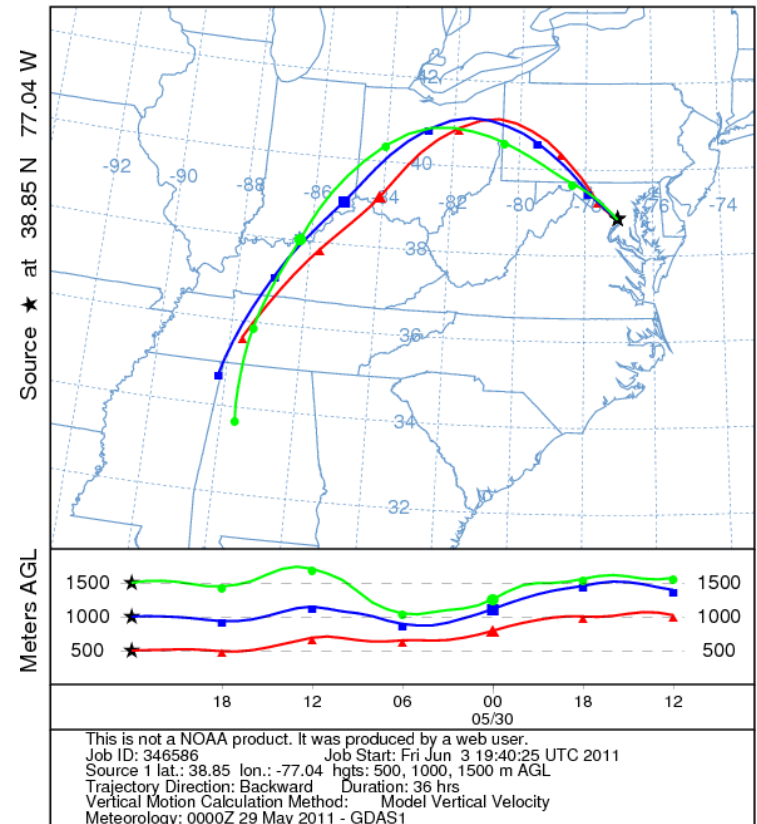 Source ★ at 38.85 N 77.04 W
42
-92
-90
-88
-86
-84
-82
-80
-78
-76
-74
40
38
36
34
32
Meters AGL
1500
1000
500
1500
1000
500
18 12 06 00 18 12
05/30
This is not a NOAA product. It was produced by a web user.
Job ID: 346586 Job Start: Fri Jun 3 19:40:25 UTC 2011
Source 1 lat.: 38.85 lon.: -77.04 hgts: 500, 1000, 1500 m AGL
Trajectory Direction: Backward Duration: 36 hrs
Vertical Motion Calculation Method: Model Vertical Velocity
Meteorology: 0000Z 29 May 2011 - GDAS1